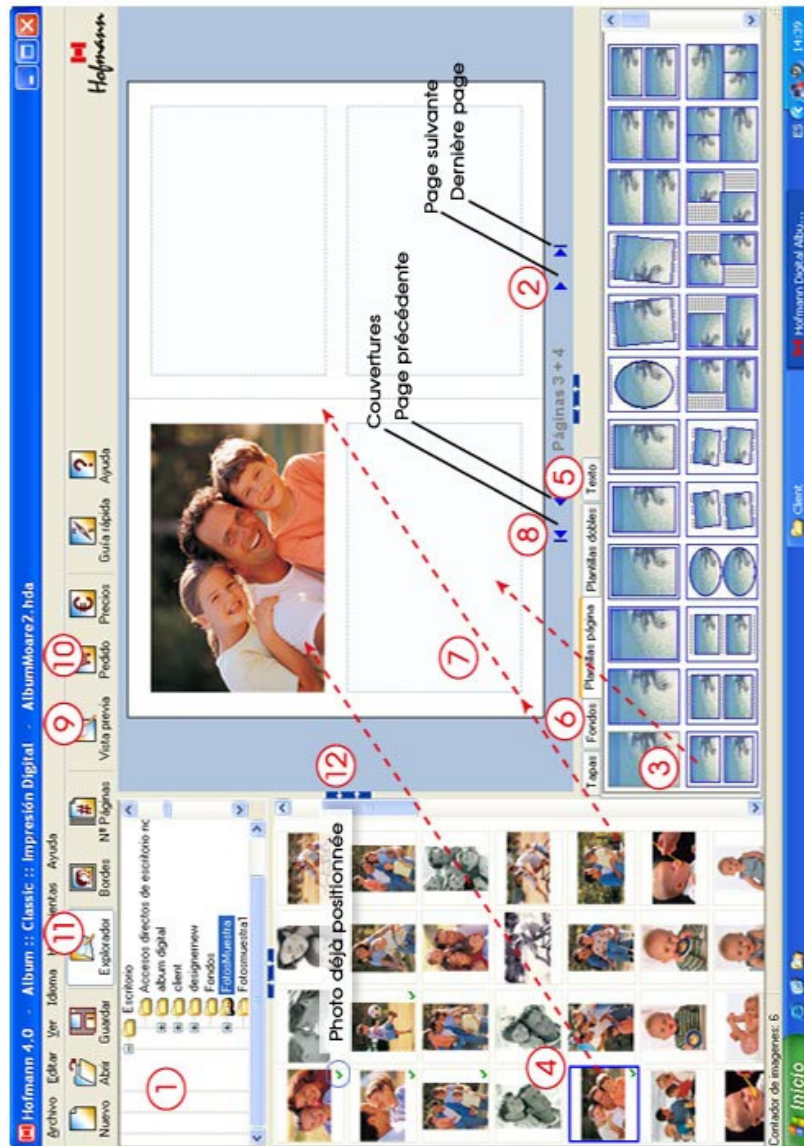 Hofmann 4.0 - Album :: Classic :: Impresión Digital - AlbumMoare2.hda
Archivo Editar Ver Idoma Ayuda
Nuevo Abrir Guardar Explorador Bordes Nº Páginas Vista previa Pedido Precios Guía rápida Ayuda
11
9
10
Hofmann
1
Escritorio
Accesos directos de escritorio no
album digital
client
designernew
Fondos
FotosMuestra
Fotosmuestra1
Photo déjà positionnée
12
4
7
Couvertures
Page précédente
Page suivante
Dernière page
8
5
Páginas 3 + 4
2
6
Tapas Fondos Plantillas página Plantillas dobles Texto
3
Contador de imagenes: 6
Inicio
Client
Hofmann Digital Albu...
ES
14:39